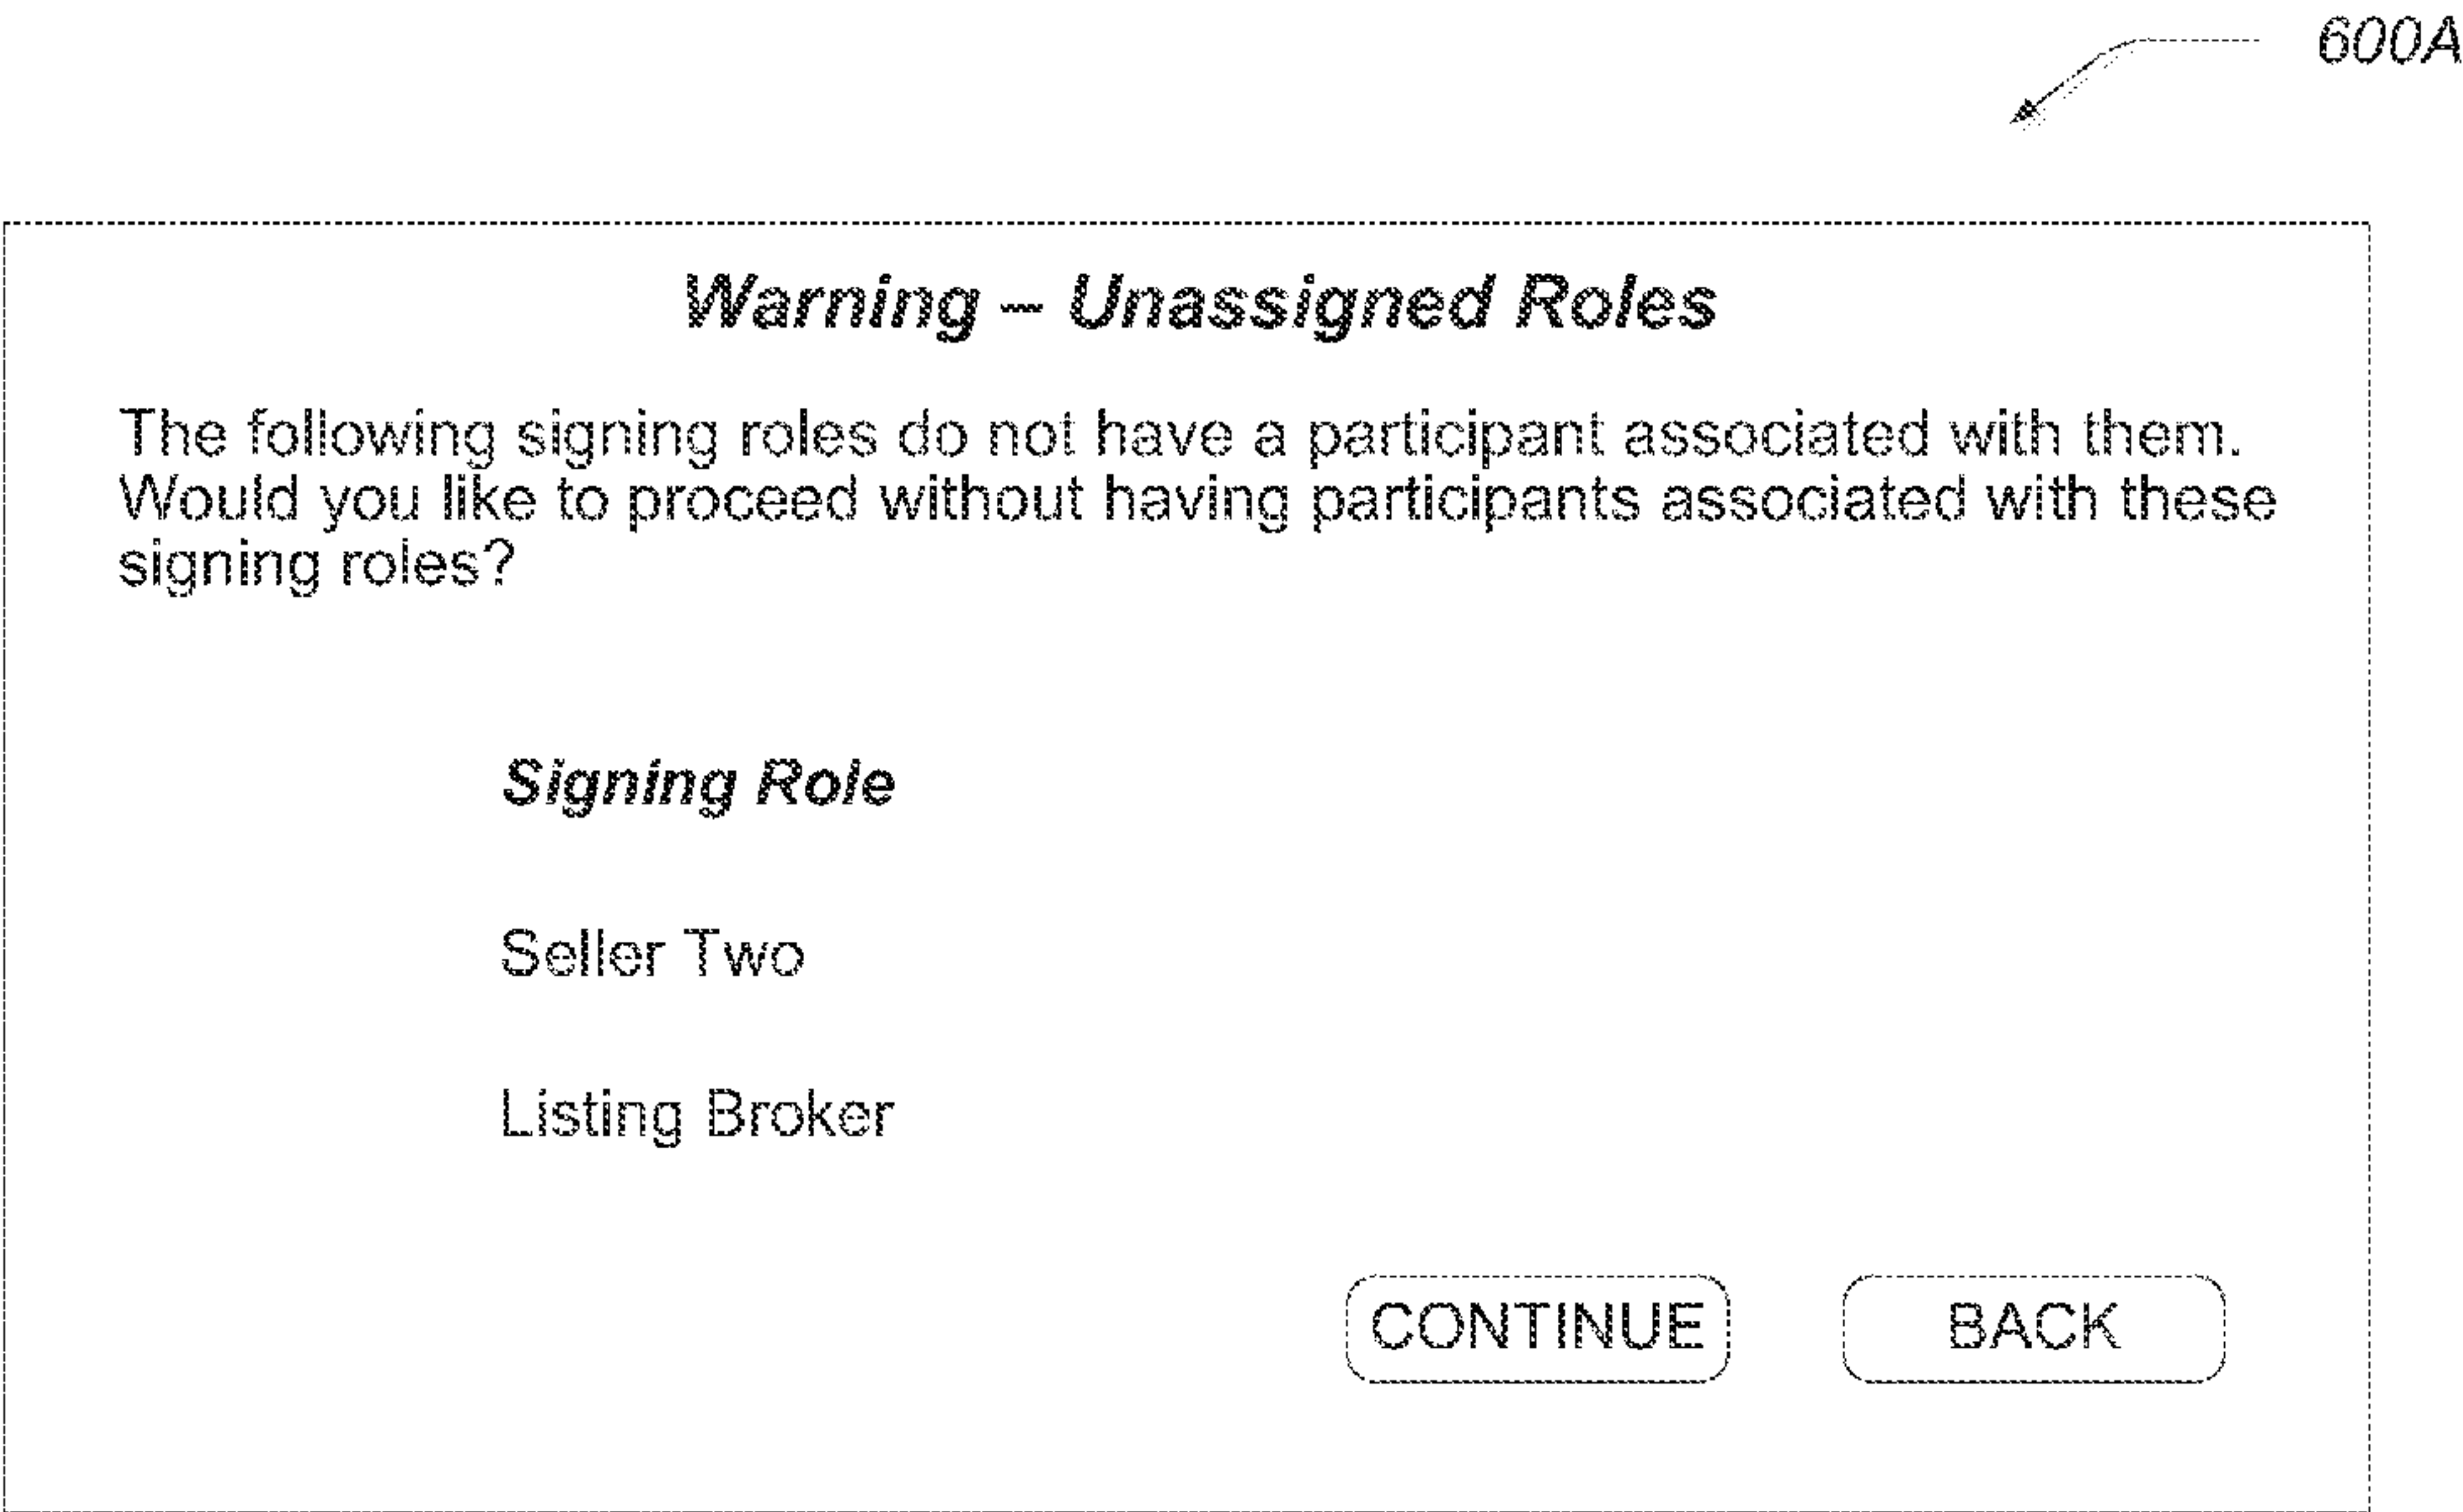 600A
Warning – Unassigned Roles
The following signing roles do not have a participant associated with them.
Would you like to proceed without having participants associated with these
signing roles?
Signing Role
Seller Two
Listing Broker
CONTINUE BACK